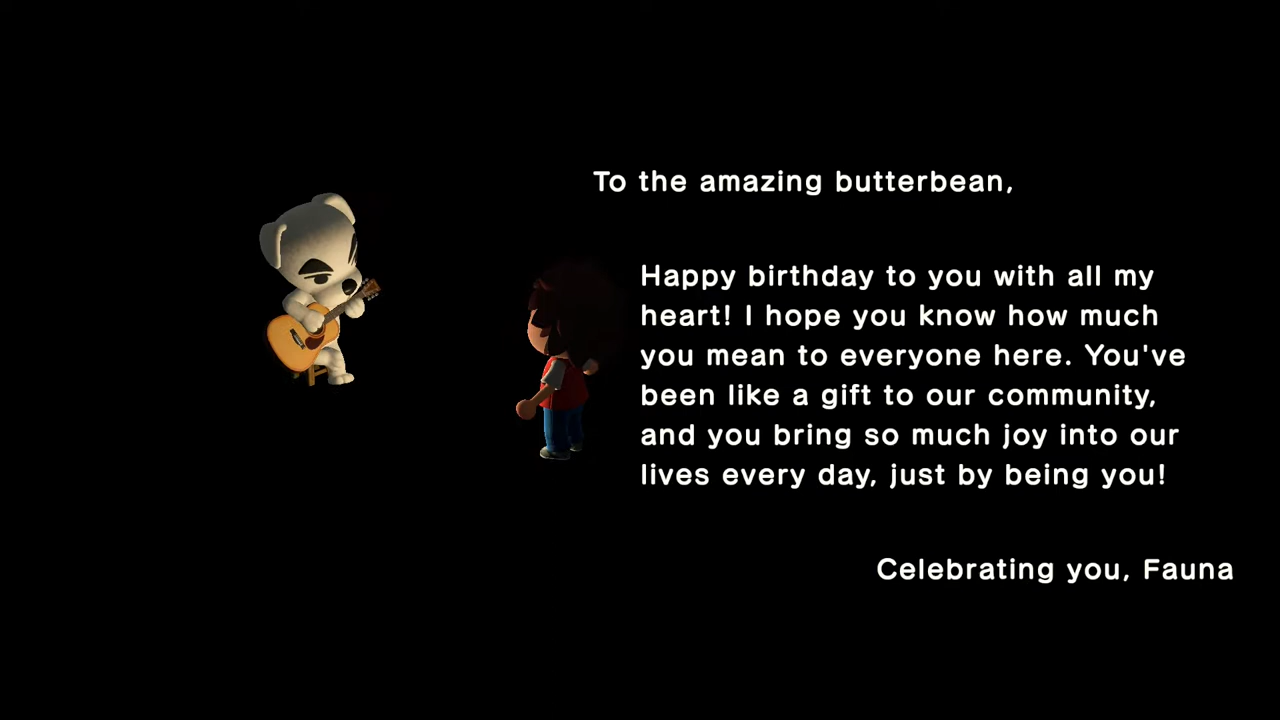 To the amazing butterbean,
Happy birthday to you with all my
heart! I hope you know how much
you mean to everyone here. You've
been like a gift to our community,
and you bring so much joy into our
lives every day, just by being you!
Celebrating you, Fauna